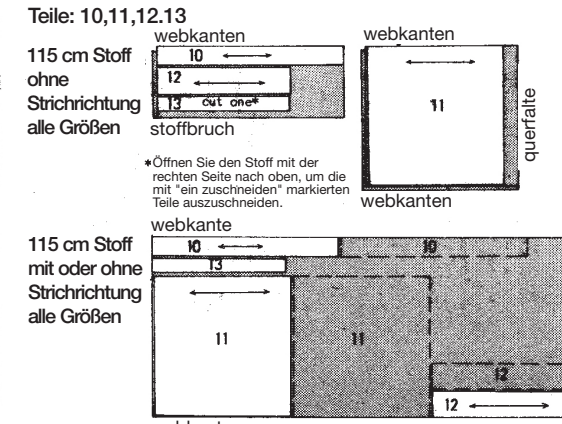 Teile: 10,11,12.13
115 cm Stoff
ohne
Strichrichtung
alle Größen
webkanten
10
12
13 cut one*
stoffbruch
webkanten
11
querfalte
webkanten
*Öffnen Sie den Stoff mit der
rechten Seite nach oben, um die
mit "ein zuschneiden" markierten
Teile auszuschneiden.
115 cm Stoff
mit oder ohne
Strichrichtung
alle Größen
webkante
10
10
13
11
11
12
12